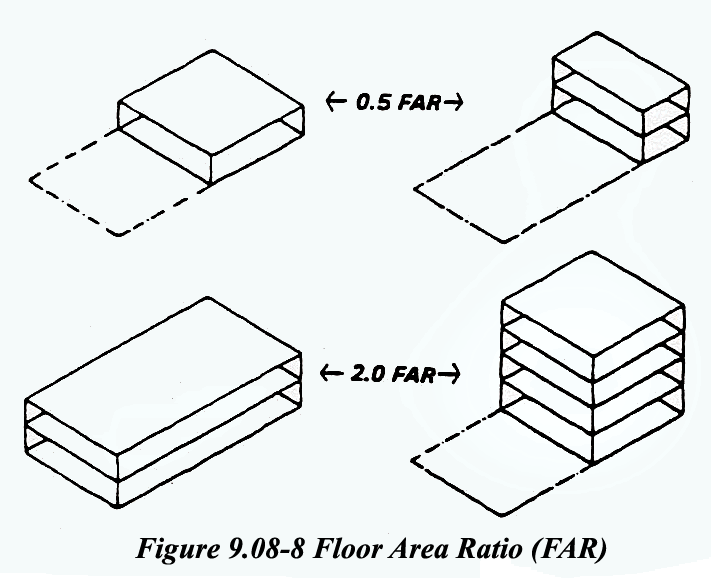 ← 0.5 FAR→
← 2.0 FAR→
Figure 9.08-8 Floor Area Ratio (FAR)